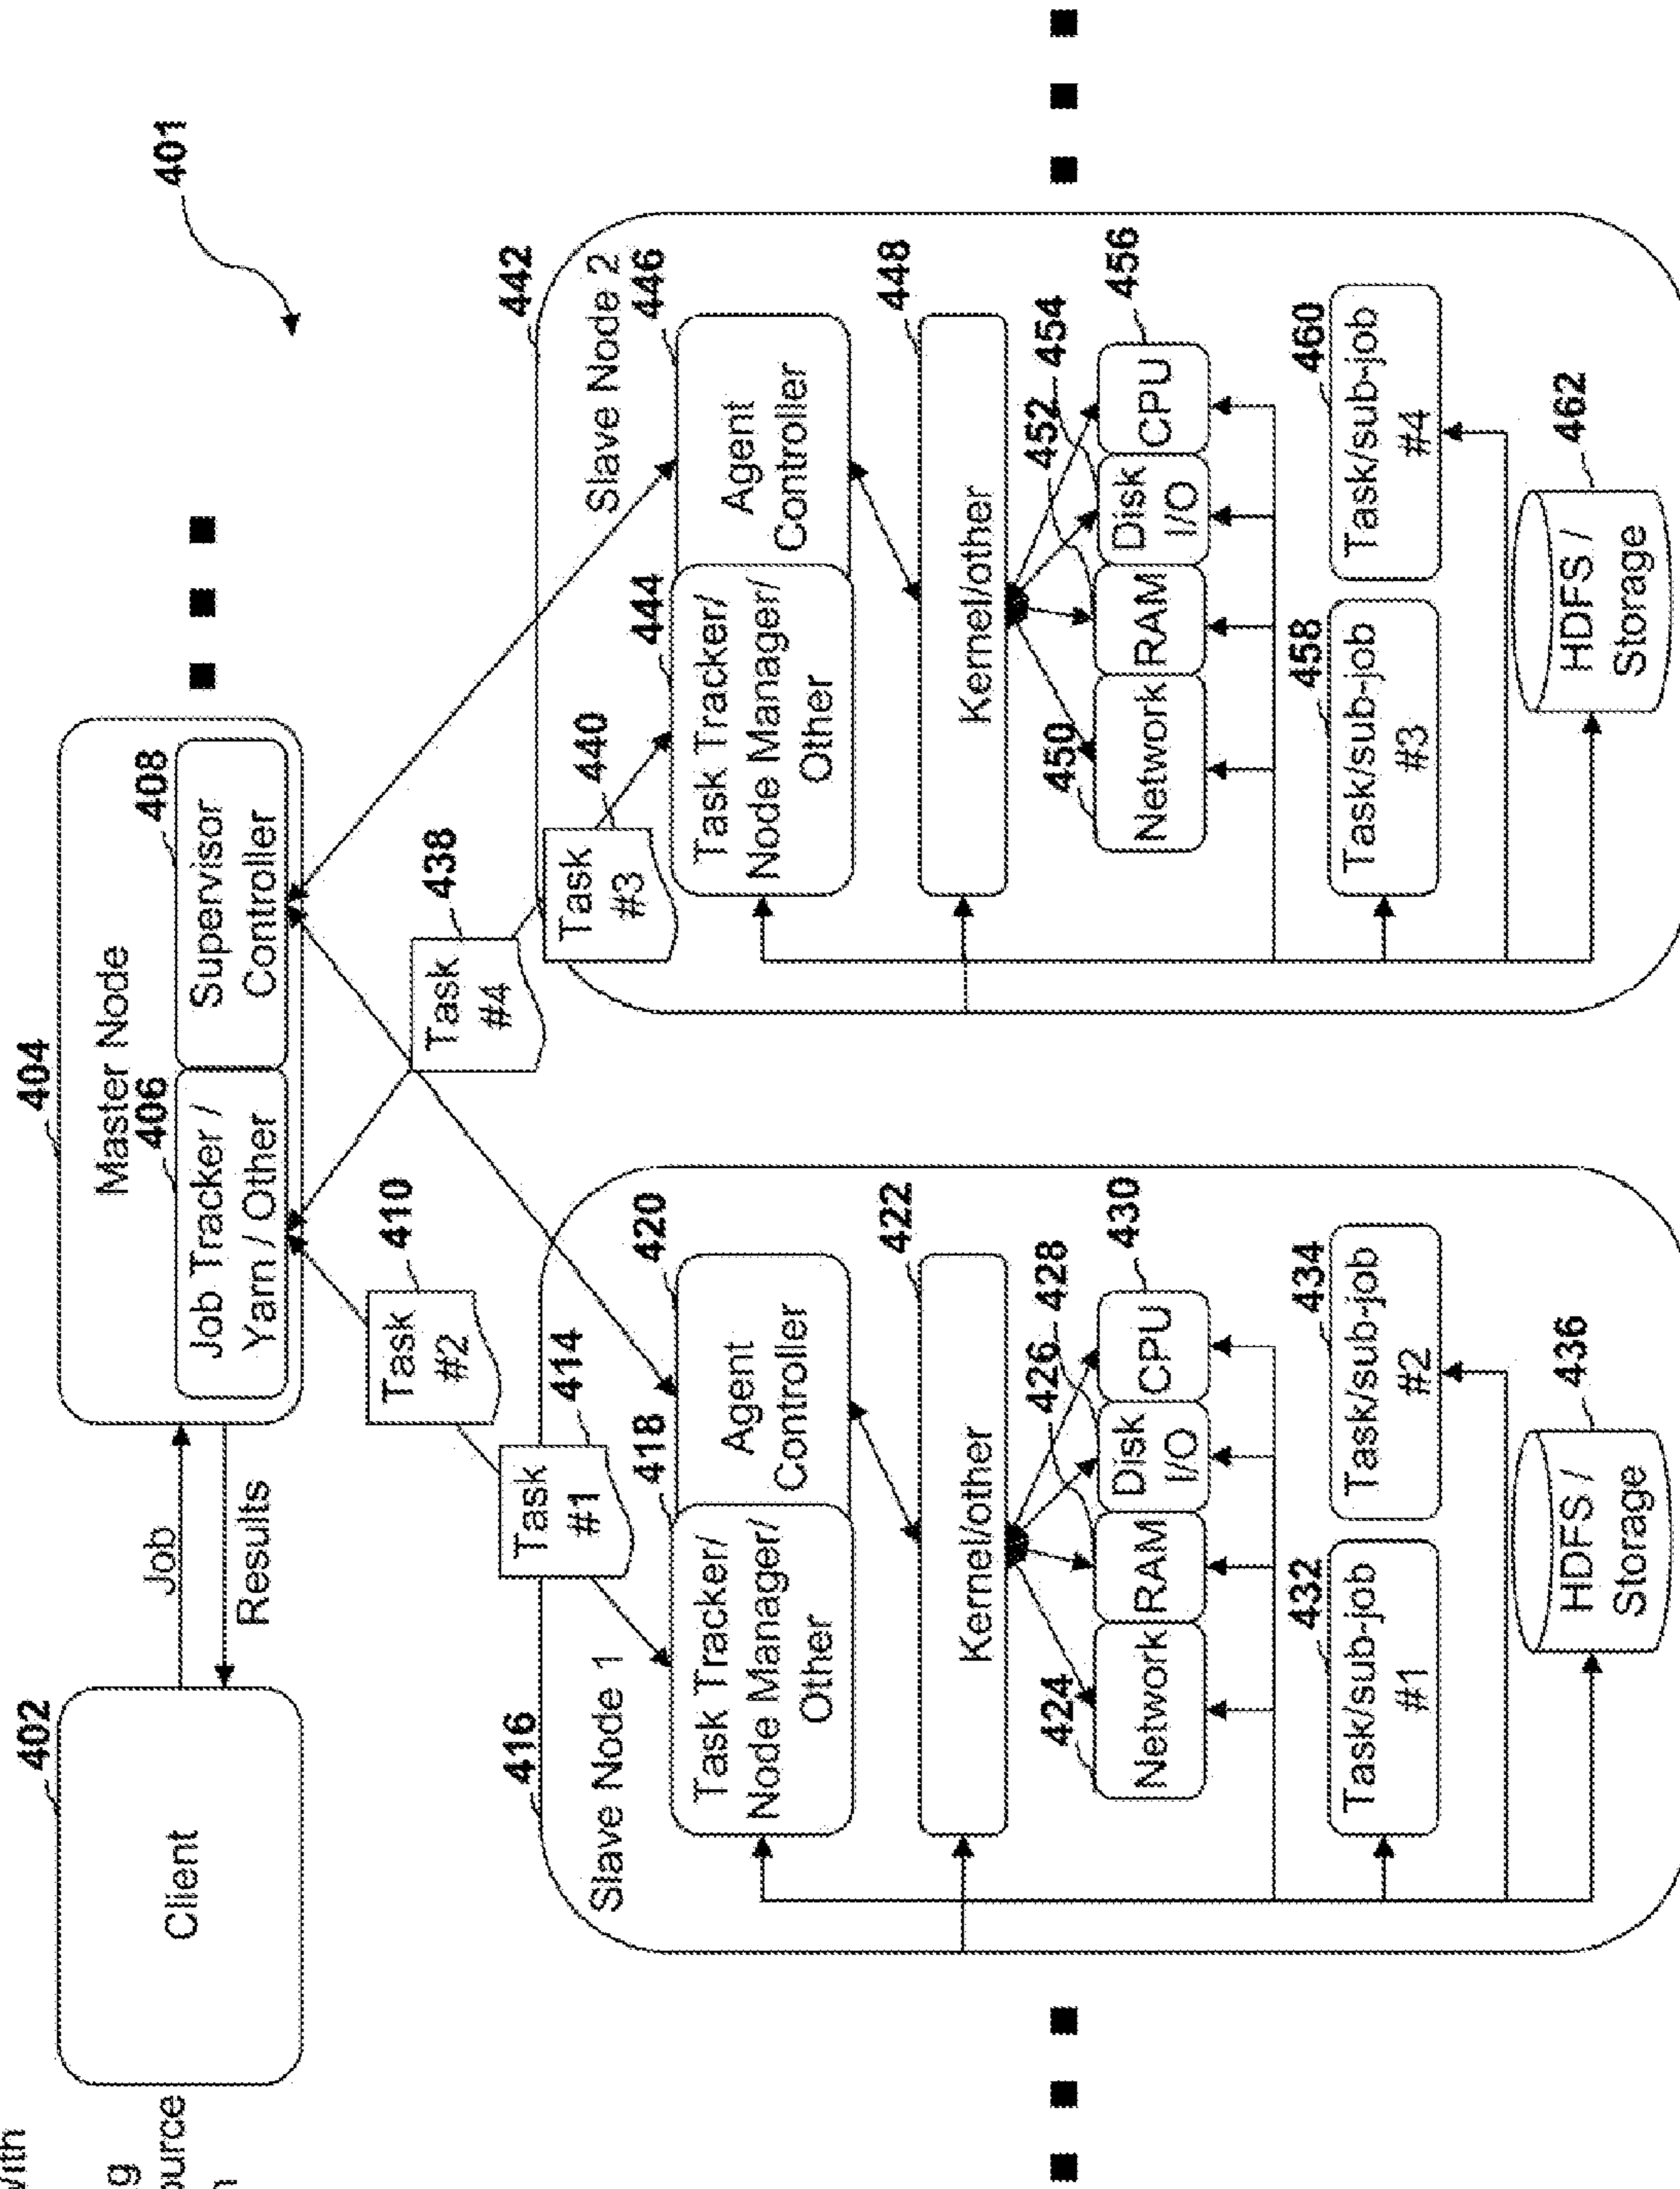 401
402
Client
Job
Results
404
Master Node
406
408
Job Tracker /
Yarn / Other
Supervisor
Controller
410
Task
#2
414
Task
#1
438
Task
#4
440
Task
#3
416
Slave Node 1
418
420
Task Tracker/
Node Manager/
Other
Agent
Controller
422
Kernel/other
424
426
428
430
Network
RAM
Disk
I/O
CPU
432
434
Task/sub-job
#1
Task/sub-job
#2
436
HDFS /
Storage
442
Slave Node 2
444
446
Task Tracker/
Node Manager/
Other
Agent
Controller
448
Kernel/other
450
452
454
456
Network
RAM
Disk
I/O
CPU
458
460
Task/sub-job
#3
Task/sub-job
#4
462
HDFS /
Storage